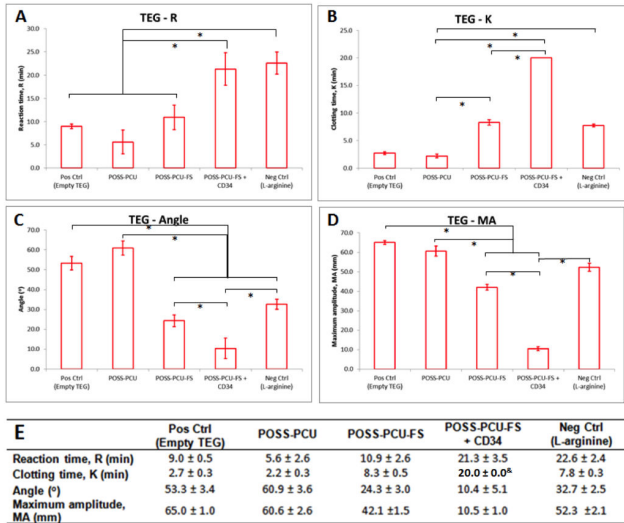 A
TEG - R
Reaction time, R (min)
30.0
25.0
20.0
15.0
10.0
5.0
0.0
*
*
Pos Ctrl
(Empty TEG)
POSS-PCU
POSS-PCU-FS
POSS-PCU-FS +
CD34
Neg Ctrl
(L-arginine)
B
TEG - K
Clotting time, K (min)
25.0
20.0
15.0
10.0
5.0
0.0
*
*
*
*
Pos Ctrl
(Empty TEG)
POSS-PCU
POSS-PCU-FS
POSS-PCU-FS +
CD34
Neg Ctrl
(L-arginine)
C
TEG - Angle
Angle (°)
70.0
60.0
50.0
40.0
30.0
20.0
10.0
0.0
*
*
*
*
Pos Ctrl
(Empty TEG)
POSS-PCU
POSS-PCU-FS
POSS-PCU-FS +
CD34
Neg Ctrl
(L-arginine)
D
TEG - MA
Maximum amplitude, MA (mm)
70.0
60.0
50.0
40.0
30.0
20.0
10.0
0.0
*
*
*
*
Pos Ctrl
(Empty TEG)
POSS-PCU
POSS-PCU-FS
POSS-PCU-FS +
CD34
Neg Ctrl
(L-arginine)
E
Pos Ctrl
(Empty TEG)
POSS-PCU
POSS-PCU-FS
POSS-PCU-FS
+ CD34
Neg Ctrl
(L-arginine)
Reaction time, R (min) 9.0 ± 0.5 5.6 ± 2.6 10.9 ± 2.6 21.3 ± 3.5 22.6 ± 2.4
Clotting time, K (min) 2.7 ± 0.3 2.2 ± 0.3 8.3 ± 0.5 20.0 ± 0.0& 7.8 ± 0.3
Angle (°) 53.3 ± 3.4 60.9 ± 3.6 24.3 ± 3.0 10.4 ± 5.1 32.7 ± 2.5
Maximum amplitude,
MA (mm) 65.0 ± 1.0 60.6 ± 2.6 42.1 ±1.5 10.5 ± 1.0 52.3 ±2.1